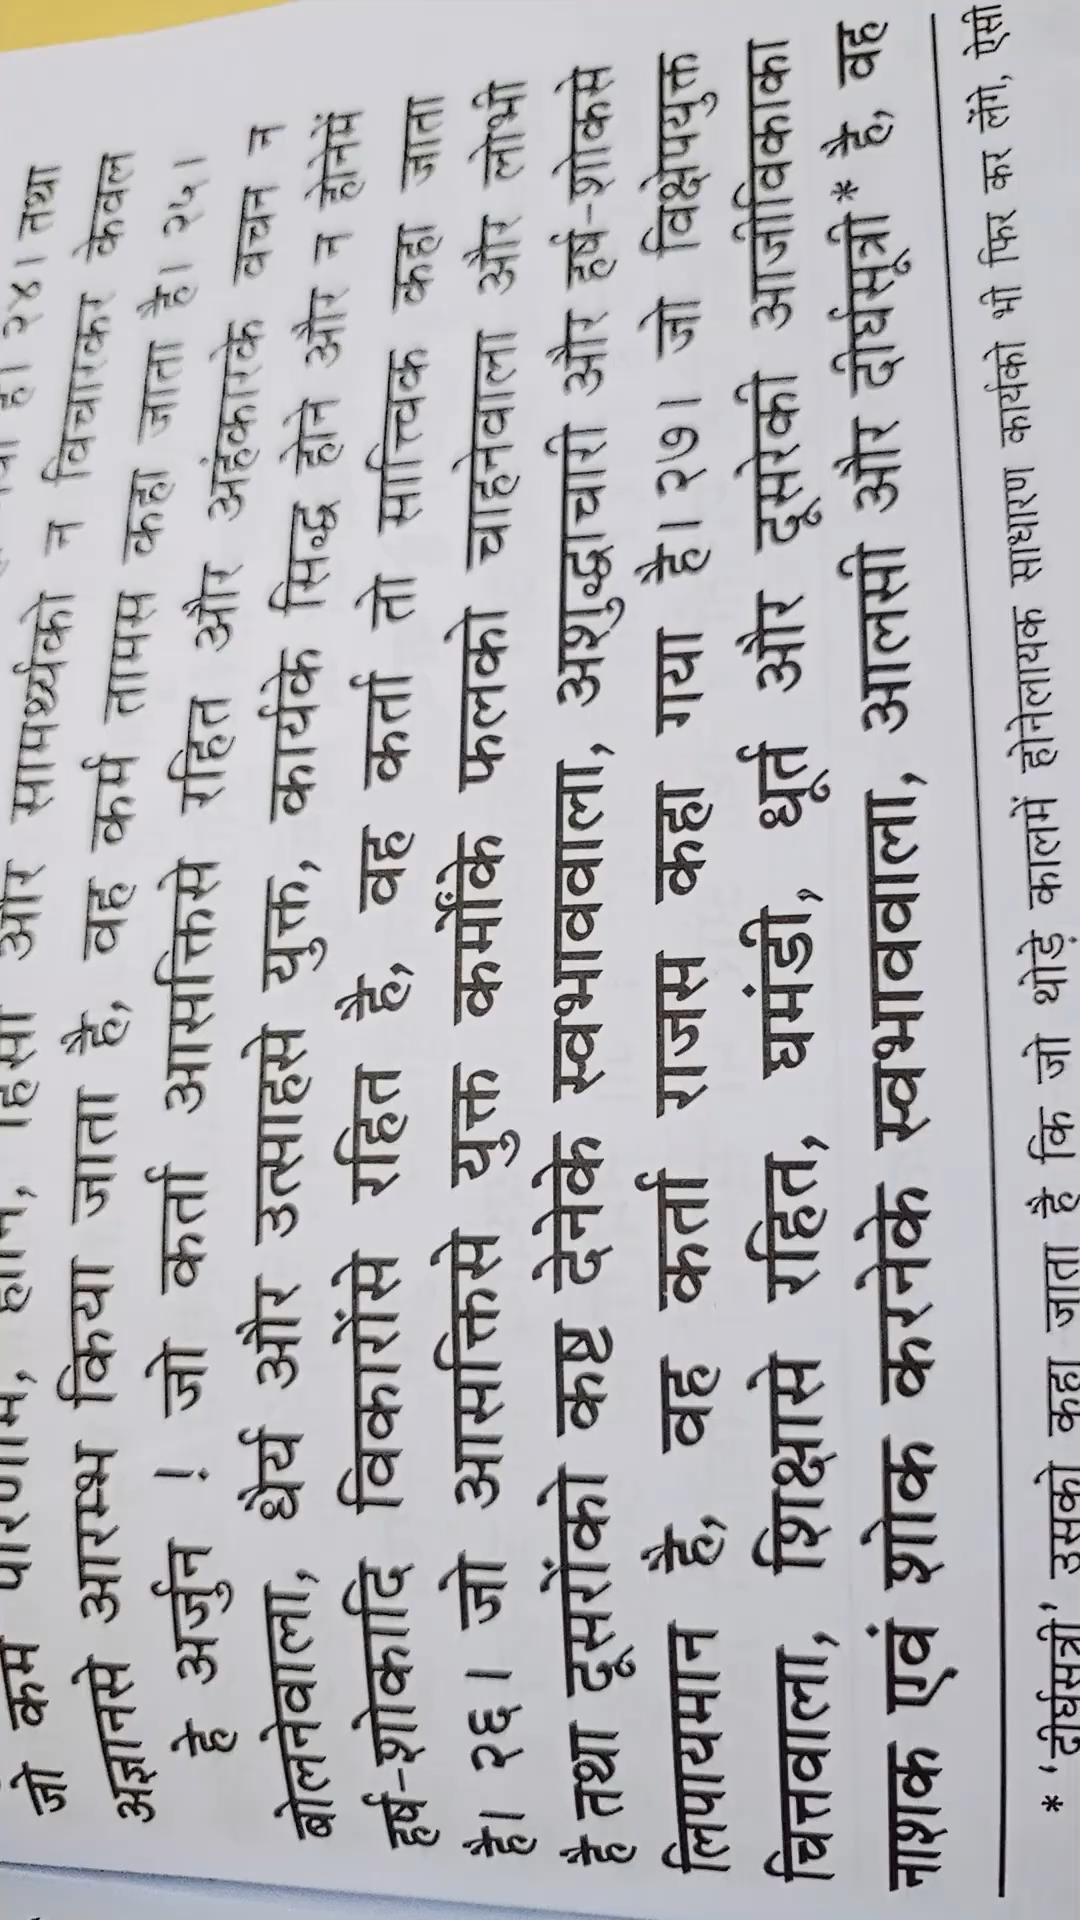 है। २४। तथा
जो कर्म परिणाम, हानि, हिंसा और सामर्थ्यको न विचारकर केवल
अज्ञानसे आरम्भ किया जाता है, वह कर्म तामस कहा जाता है। २५।
हे अर्जुन ! जो कर्ता आसक्तिसे रहित और अहंकारके वचन न
बोलनेवाला, धैर्य और उत्साहसे युक्त, कार्यके सिद्ध होने और न होनेमें
हर्ष-शोकादि विकारोंसे रहित है, वह कर्ता तो सात्त्विक कहा जाता
है। २६। जो आसक्तिसे युक्त कर्मोंके फलको चाहनेवाला और लोभी
है तथा दूसरोंको कष्ट देनेके स्वभाववाला, अशुद्धाचारी और हर्ष-शोकसे
लिपायमान है, वह कर्ता राजस कहा गया है। २७। जो विक्षेपयुक्त
चित्तवाला, शिक्षासे रहित, घमंडी, धूर्त और दूसरेकी आजीविकाका
नाशक एवं शोक करनेके स्वभाववाला, आलसी और दीर्घसूत्री* है, वह
* 'दीर्घसूत्री' उसको कहा जाता है कि जो थोड़े कालमें होनेलायक साधारण कार्यको भी फिर कर लेंगे, ऐसी